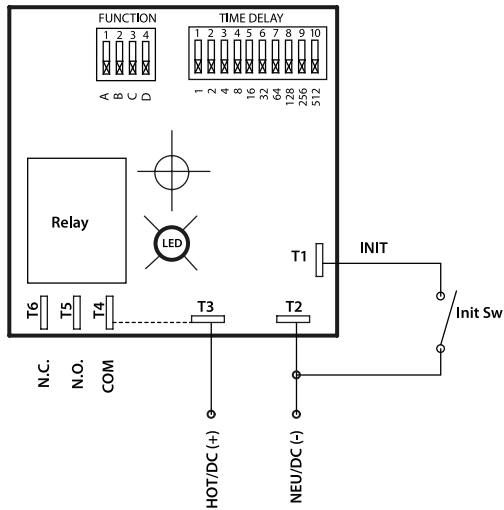 FUNCTION
TIME DELAY
1 2 3 4
1 2 3 4 5 6 7 8 9 10
A B C D
1 2 4 8 16 32 64 128 256 512
Relay
LED
T1
INIT
Init Sw
T6
T5
T4
T3
T2
N.C.
N.O.
COM
HOT/DC (+)
NEU/DC (-)